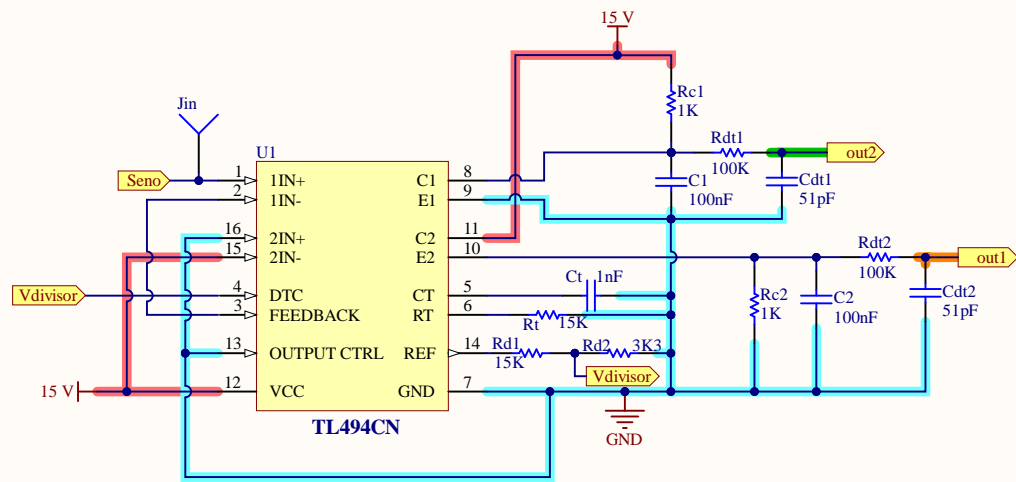 15 V
Rc1
1K
Jin
U1
Rdt1
100K
out2
Seno
1 1IN+
2 1IN-
16 2IN+
15 2IN-
4 DTC
3 FEEDBACK
13 OUTPUT CTRL
12 VCC
C1 8
E1 9
C2 11
E2 10
CT 5
RT 6
REF 14
GND 7
TL494CN
C1
100nF
Cdt1
51pF
Rdt2
100K
out1
Vdivisor
Ct 1nF
Rt 15K
Rd1
15K
Rd2 3K3
Vdivisor
Rc2
1K
C2
100nF
Cdt2
51pF
15 V
GND